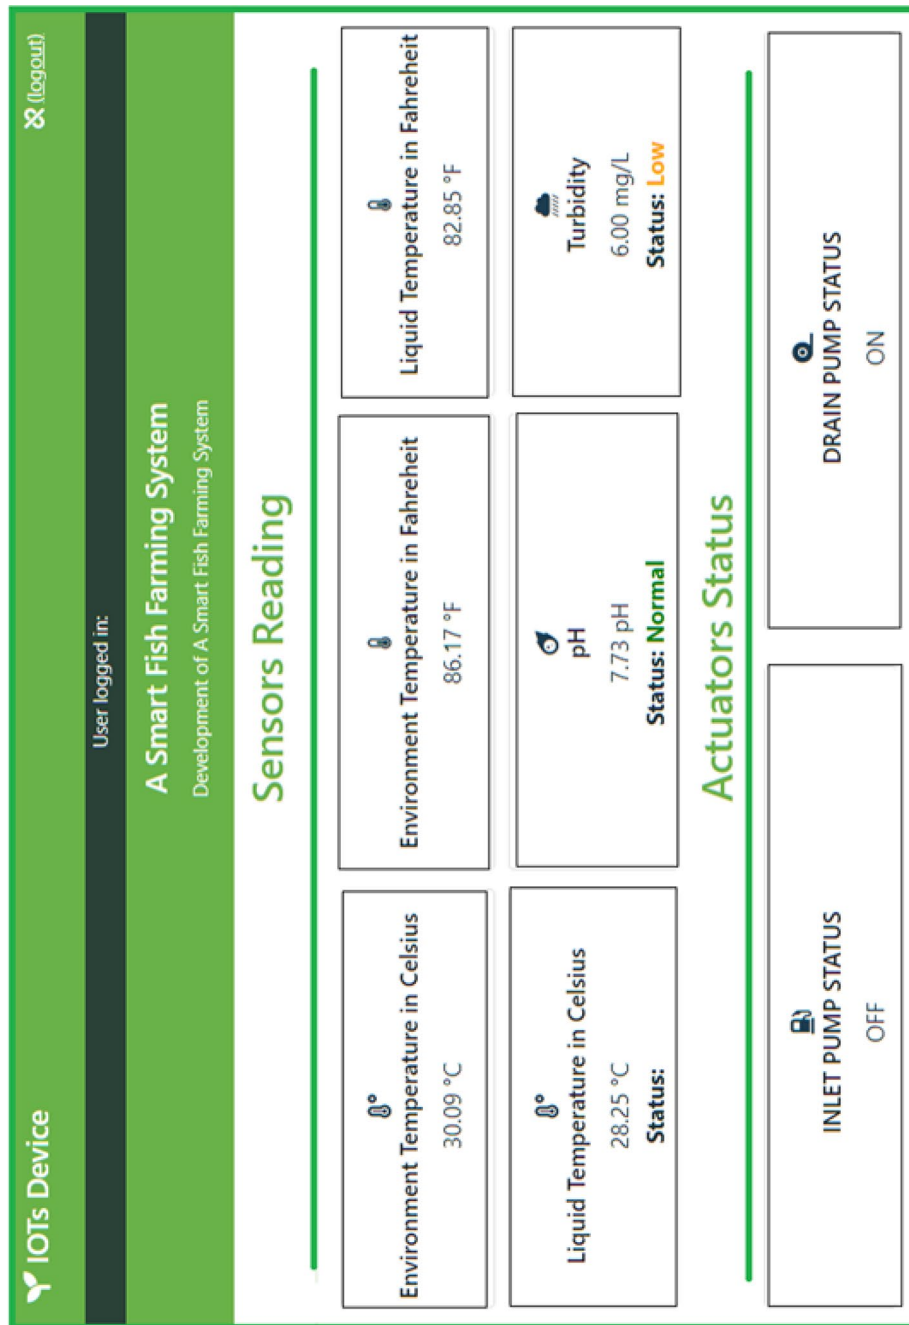 IOTs Device
(logout)
User logged in:
A Smart Fish Farming System
Development of A Smart Fish Farming System
Sensors Reading
Environment Temperature in Celsius
30.09 °C
Environment Temperature in Fahreheit
86.17 °F
Liquid Temperature in Fahreheit
82.85 °F
Liquid Temperature in Celsius
28.25 °C
Status:
pH
7.73 pH
Status: Normal
Turbidity
6.00 mg/L
Status: Low
Actuators Status
INLET PUMP STATUS
OFF
DRAIN PUMP STATUS
ON